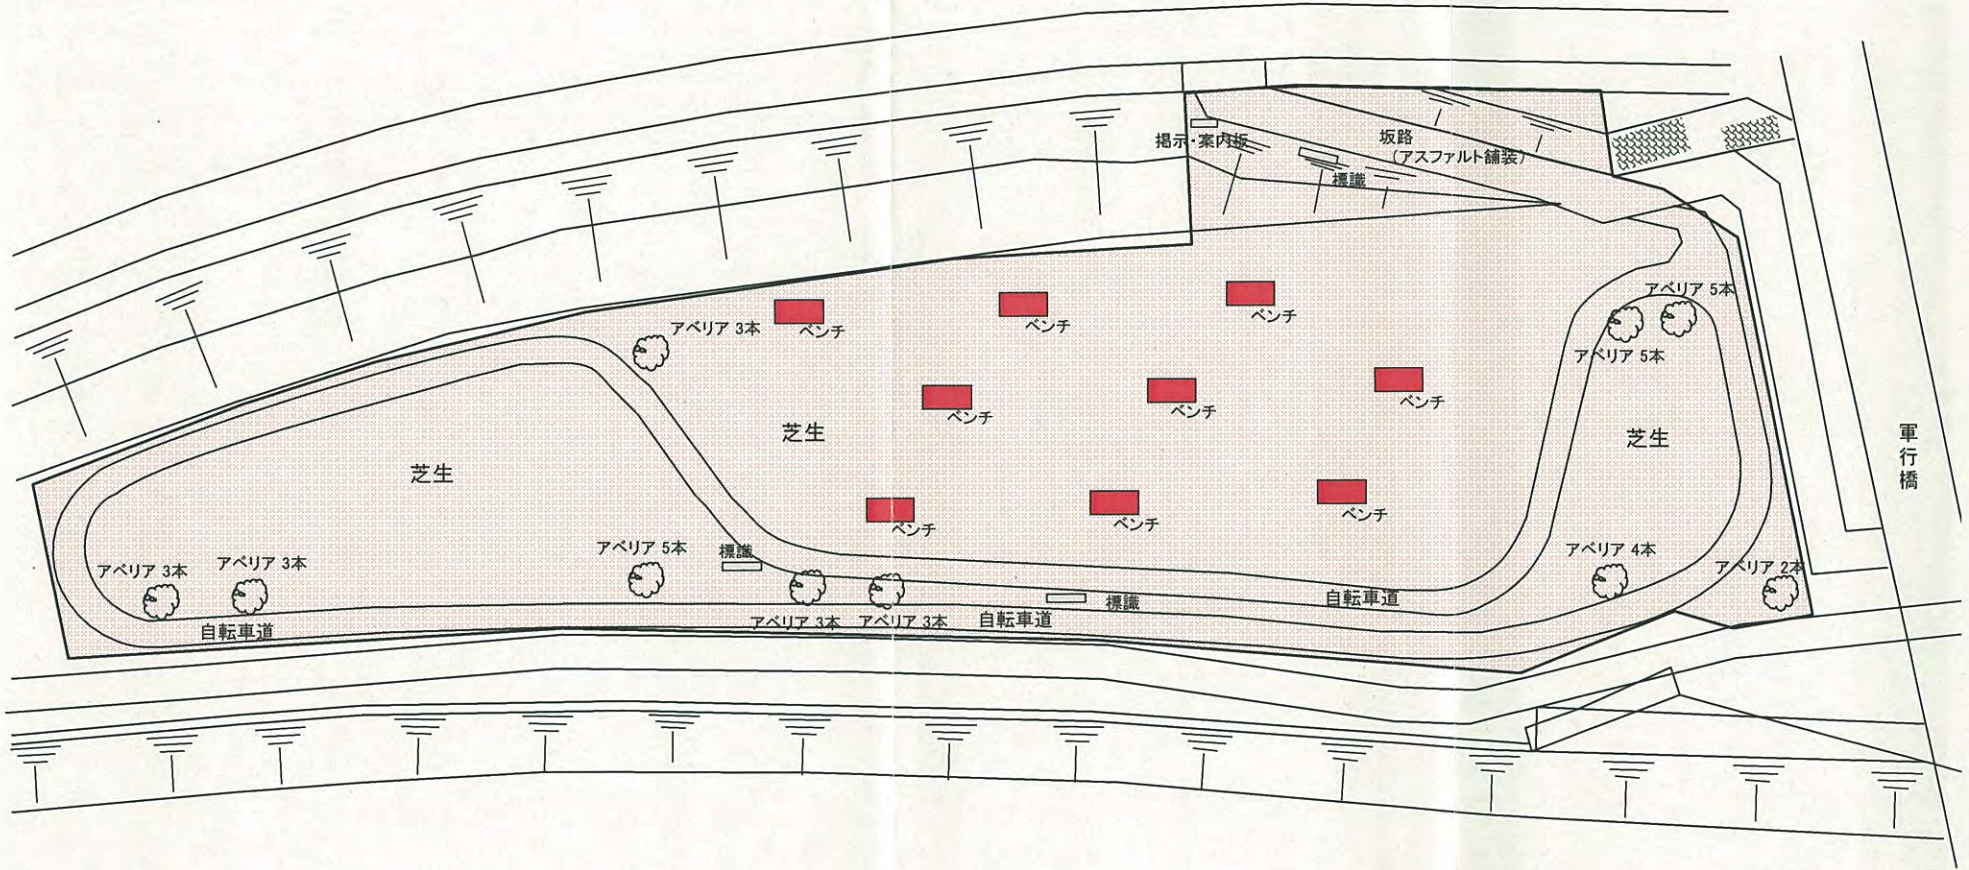 掲示・案内板
坂路
(アスファルト舗装)
標識
アベリア 5本
アベリア 3本
ベンチ
ベンチ
ベンチ
アベリア 5本
ベンチ
ベンチ
ベンチ
芝生
芝生
芝生
軍行橋
ベンチ
ベンチ
ベンチ
アベリア 3本
アベリア 3本
アベリア 5本
標識
アベリア 4本
アベリア 2本
自転車道
標識
自転車道
アベリア 3本
アベリア 3本
自転車道